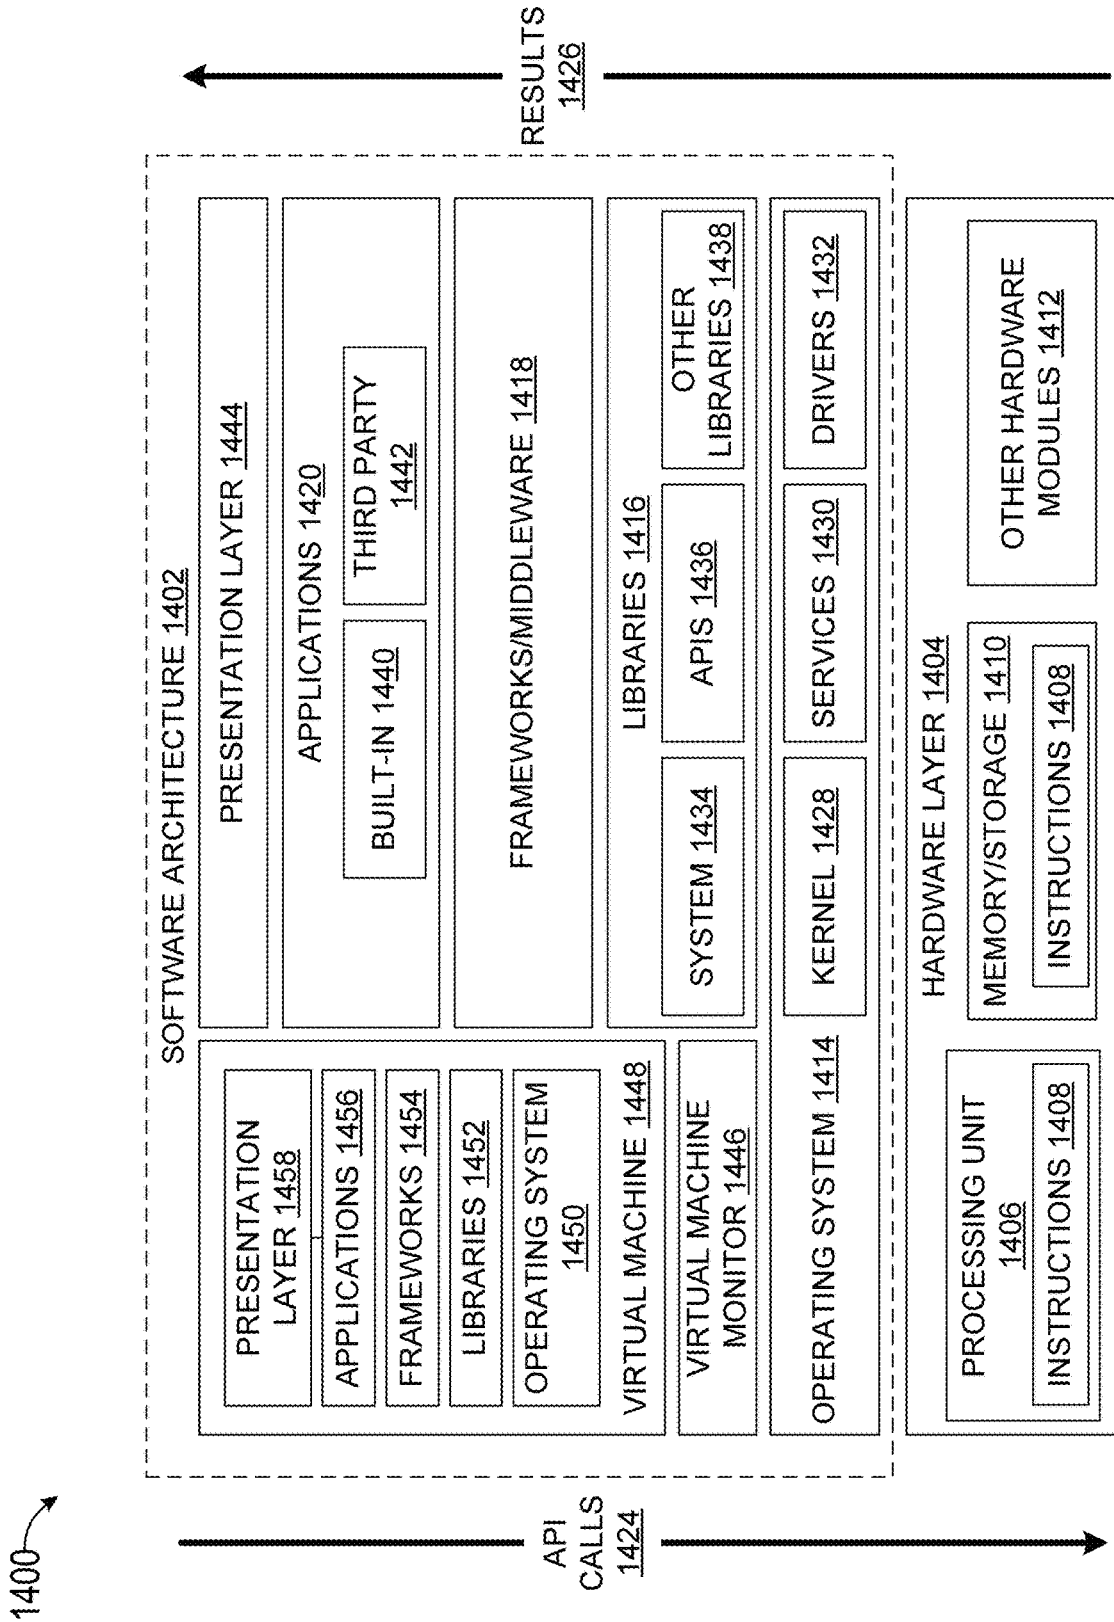 1400
SOFTWARE ARCHITECTURE 1402
PRESENTATION
LAYER 1458
APPLICATIONS 1456
FRAMEWORKS 1454
LIBRARIES 1452
OPERATING SYSTEM
1450
VIRTUAL MACHINE 1448
VIRTUAL MACHINE
MONITOR 1446
PRESENTATION LAYER 1444
APPLICATIONS 1420
BUILT-IN 1440
THIRD PARTY
1442
FRAMEWORKS/MIDDLEWARE 1418
LIBRARIES 1416
SYSTEM 1434
APIS 1436
OTHER
LIBRARIES 1438
OPERATING SYSTEM 1414
KERNEL 1428
SERVICES 1430
DRIVERS 1432
HARDWARE LAYER 1404
PROCESSING UNIT
1406
INSTRUCTIONS 1408
MEMORY/STORAGE 1410
INSTRUCTIONS 1408
OTHER HARDWARE
MODULES 1412
API
CALLS
1424
RESULTS
1426